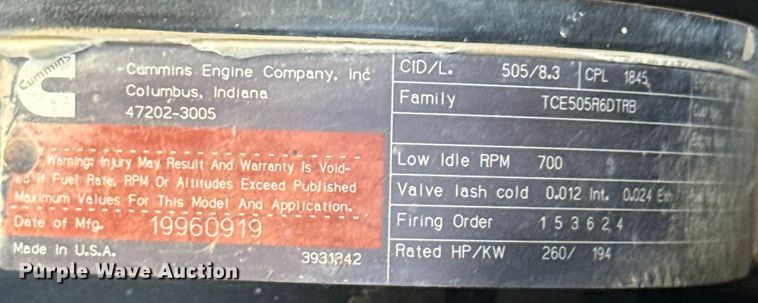 Cummins
Cummins Engine Company, Inc
Columbus, Indiana
47202-3005
Warning: Injury May Result And Warranty Is Void-
ed If Fuel Rate, RPM Or Altitudes Exceed Published
Maximum Values For This Model And Application.
Date of Mfg. 19960919
Made In U.S.A. 3931342
CID/L. 505/8.3 CPL 1845
Family TCE505R6DTRB
Low Idle RPM 700
Valve lash cold 0.012 Int. 0.024 Exh
Firing Order 1 5 3 6 2 4
Rated HP/KW 260/ 194
Purple Wave Auction